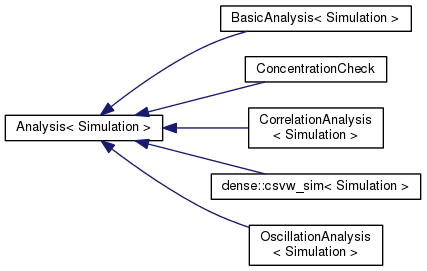 BasicAnalysis< Simulation >
ConcentrationCheck
Analysis< Simulation >
CorrelationAnalysis
< Simulation >
dense::csvw_sim< Simulation >
OscillationAnalysis
< Simulation >